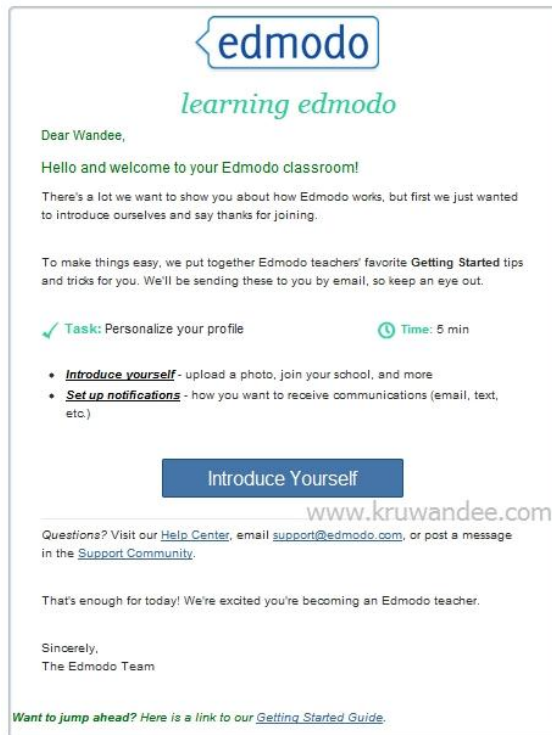 edmodo
learning edmodo
Dear Wandee,
Hello and welcome to your Edmodo classroom!
There's a lot we want to show you about how Edmodo works, but first we just wanted
to introduce ourselves and say thanks for joining.
To make things easy, we put together Edmodo teachers' favorite Getting Started tips
and tricks for you. We'll be sending these to you by email, so keep an eye out.
Task: Personalize your profile
Time: 5 min
• Introduce yourself - upload a photo, join your school, and more
• Set up notifications - how you want to receive communications (email, text,
etc.)
Introduce Yourself
www.kruwandee.com
Questions? Visit our Help Center, email support@edmodo.com, or post a message
in the Support Community.
That's enough for today! We're excited you're becoming an Edmodo teacher.
Sincerely,
The Edmodo Team
Want to jump ahead? Here is a link to our Getting Started Guide.